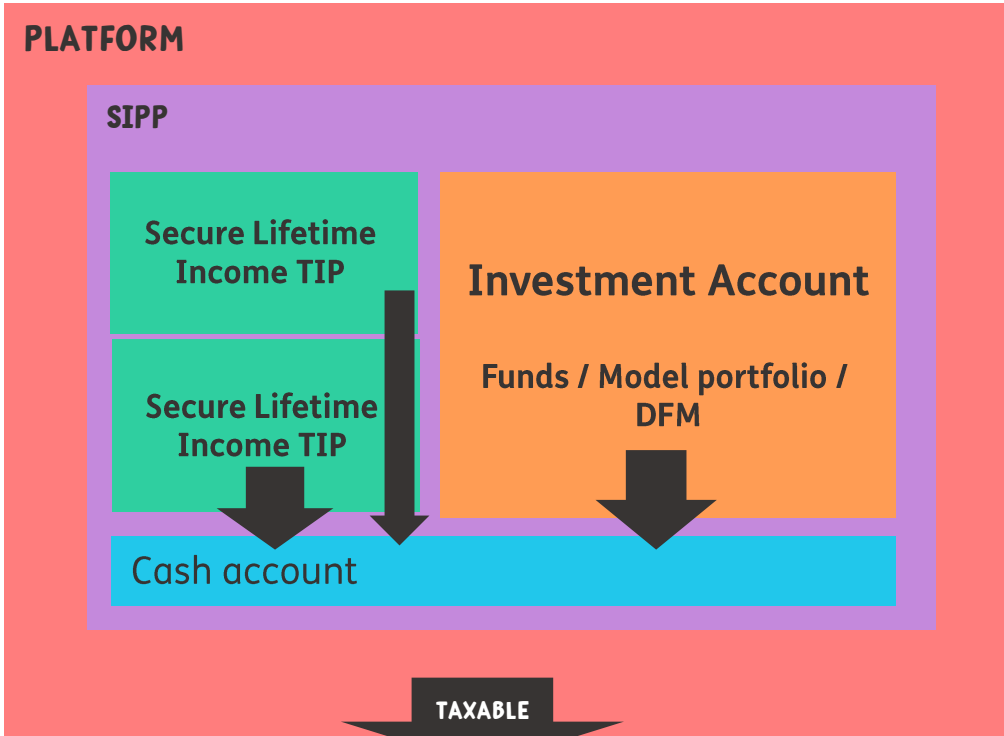 PLATFORM
SIPP
Secure Lifetime
Income TIP
Secure Lifetime
Income TIP
Investment Account
Funds / Model portfolio /
DFM
Cash account
TAXABLE